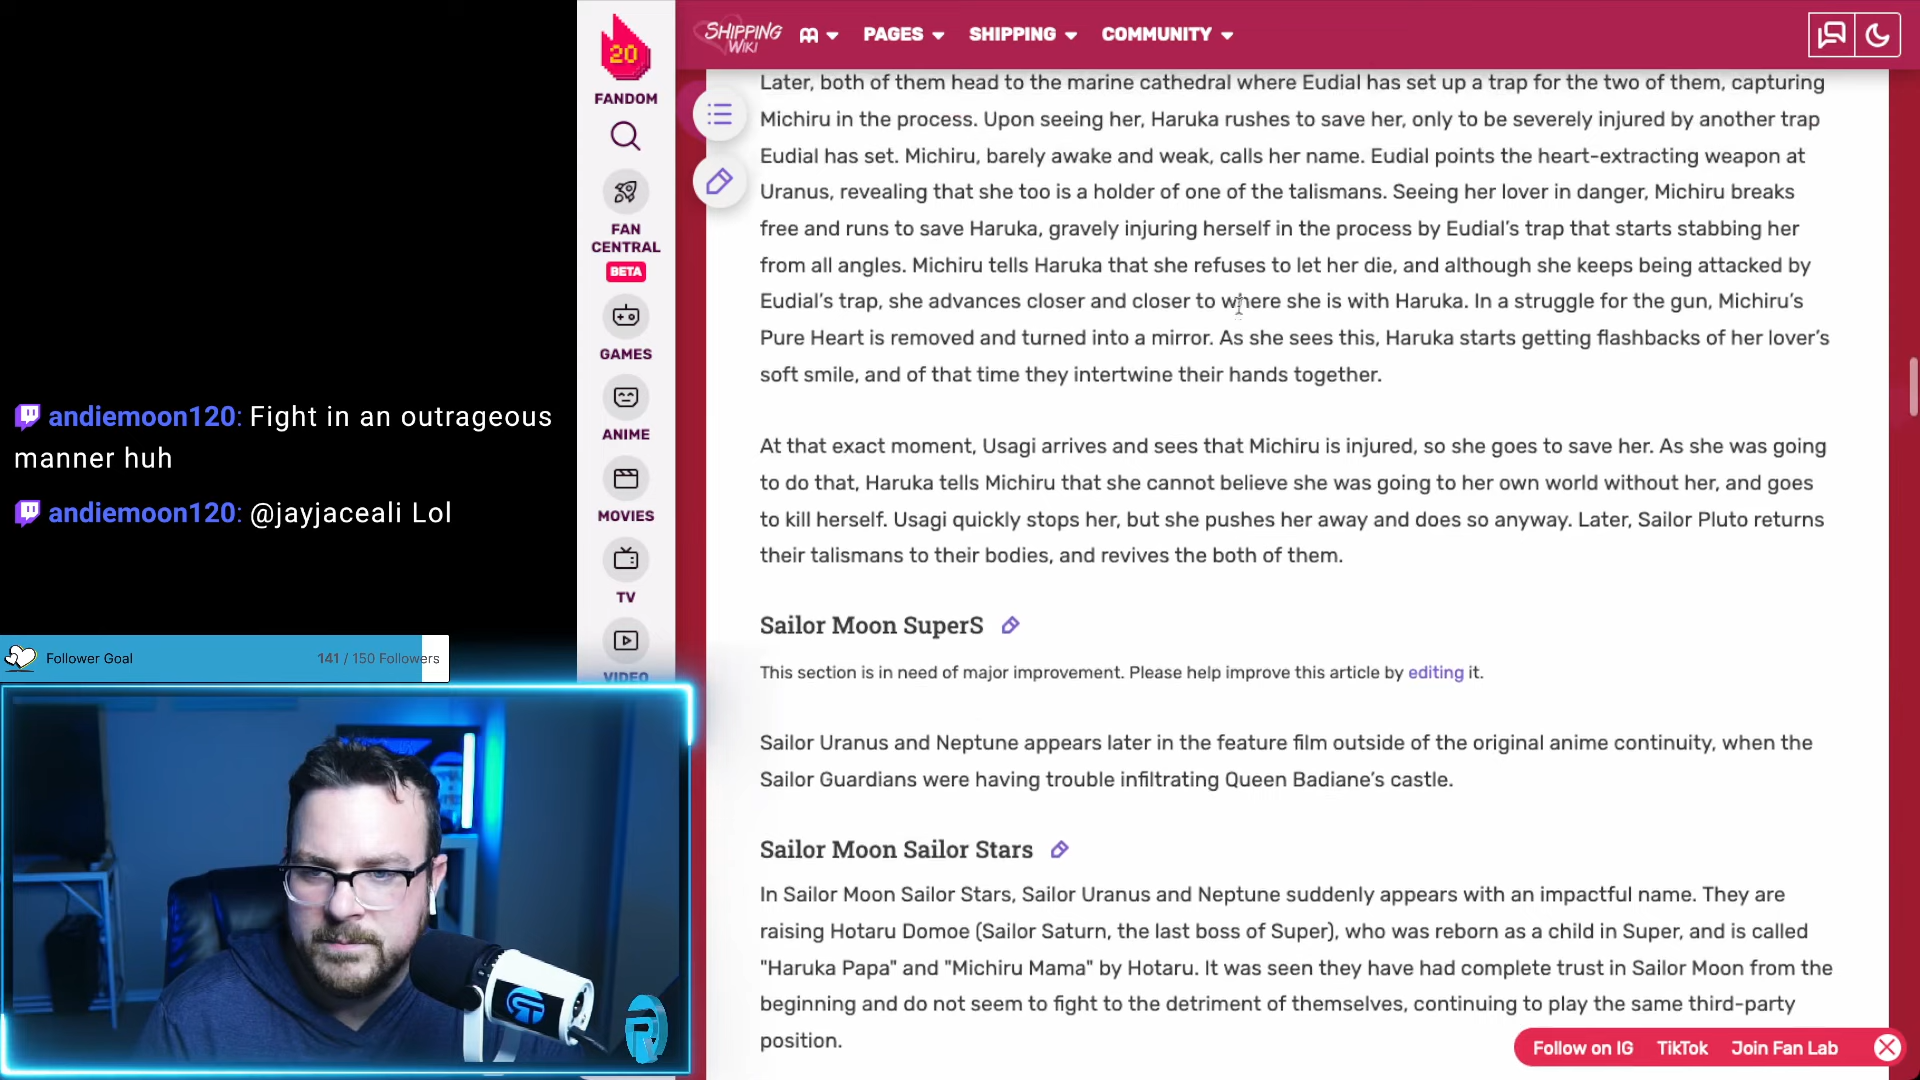 20
FANDOM
FAN
CENTRAL
BETA
GAMES
ANIME
MOVIES
TV
VIDEO
SHIPPING
WIKI
PAGES
SHIPPING
COMMUNITY
Later, both of them head to the marine cathedral where Eudial has set up a trap for the two of them, capturing
Michiru in the process. Upon seeing her, Haruka rushes to save her, only to be severely injured by another trap
Eudial has set. Michiru, barely awake and weak, calls her name. Eudial points the heart-extracting weapon at
Uranus, revealing that she too is a holder of one of the talismans. Seeing her lover in danger, Michiru breaks
free and runs to save Haruka, gravely injuring herself in the process by Eudial's trap that starts stabbing her
from all angles. Michiru tells Haruka that she refuses to let her die, and although she keeps being attacked by
Eudial's trap, she advances closer and closer to where she is with Haruka. In a struggle for the gun, Michiru's
Pure Heart is removed and turned into a mirror. As she sees this, Haruka starts getting flashbacks of her lover's
soft smile, and of that time they intertwine their hands together.
At that exact moment, Usagi arrives and sees that Michiru is injured, so she goes to save her. As she was going
to do that, Haruka tells Michiru that she cannot believe she was going to her own world without her, and goes
to kill herself. Usagi quickly stops her, but she pushes her away and does so anyway. Later, Sailor Pluto returns
their talismans to their bodies, and revives the both of them.
Sailor Moon SuperS
This section is in need of major improvement. Please help improve this article by editing it.
Sailor Uranus and Neptune appears later in the feature film outside of the original anime continuity, when the
Sailor Guardians were having trouble infiltrating Queen Badiane's castle.
Sailor Moon Sailor Stars
In Sailor Moon Sailor Stars, Sailor Uranus and Neptune suddenly appears with an impactful name. They are
raising Hotaru Domoe (Sailor Saturn, the last boss of Super), who was reborn as a child in Super, and is called
"Haruka Papa" and "Michiru Mama" by Hotaru. It was seen they have had complete trust in Sailor Moon from the
beginning and do not seem to fight to the detriment of themselves, continuing to play the same third-party
position.
Follow on IG TikTok Join Fan Lab
andiemoon120: Fight in an outrageous
manner huh
andiemoon120: @jayjaceali Lol
Follower Goal 141 / 150 Followers